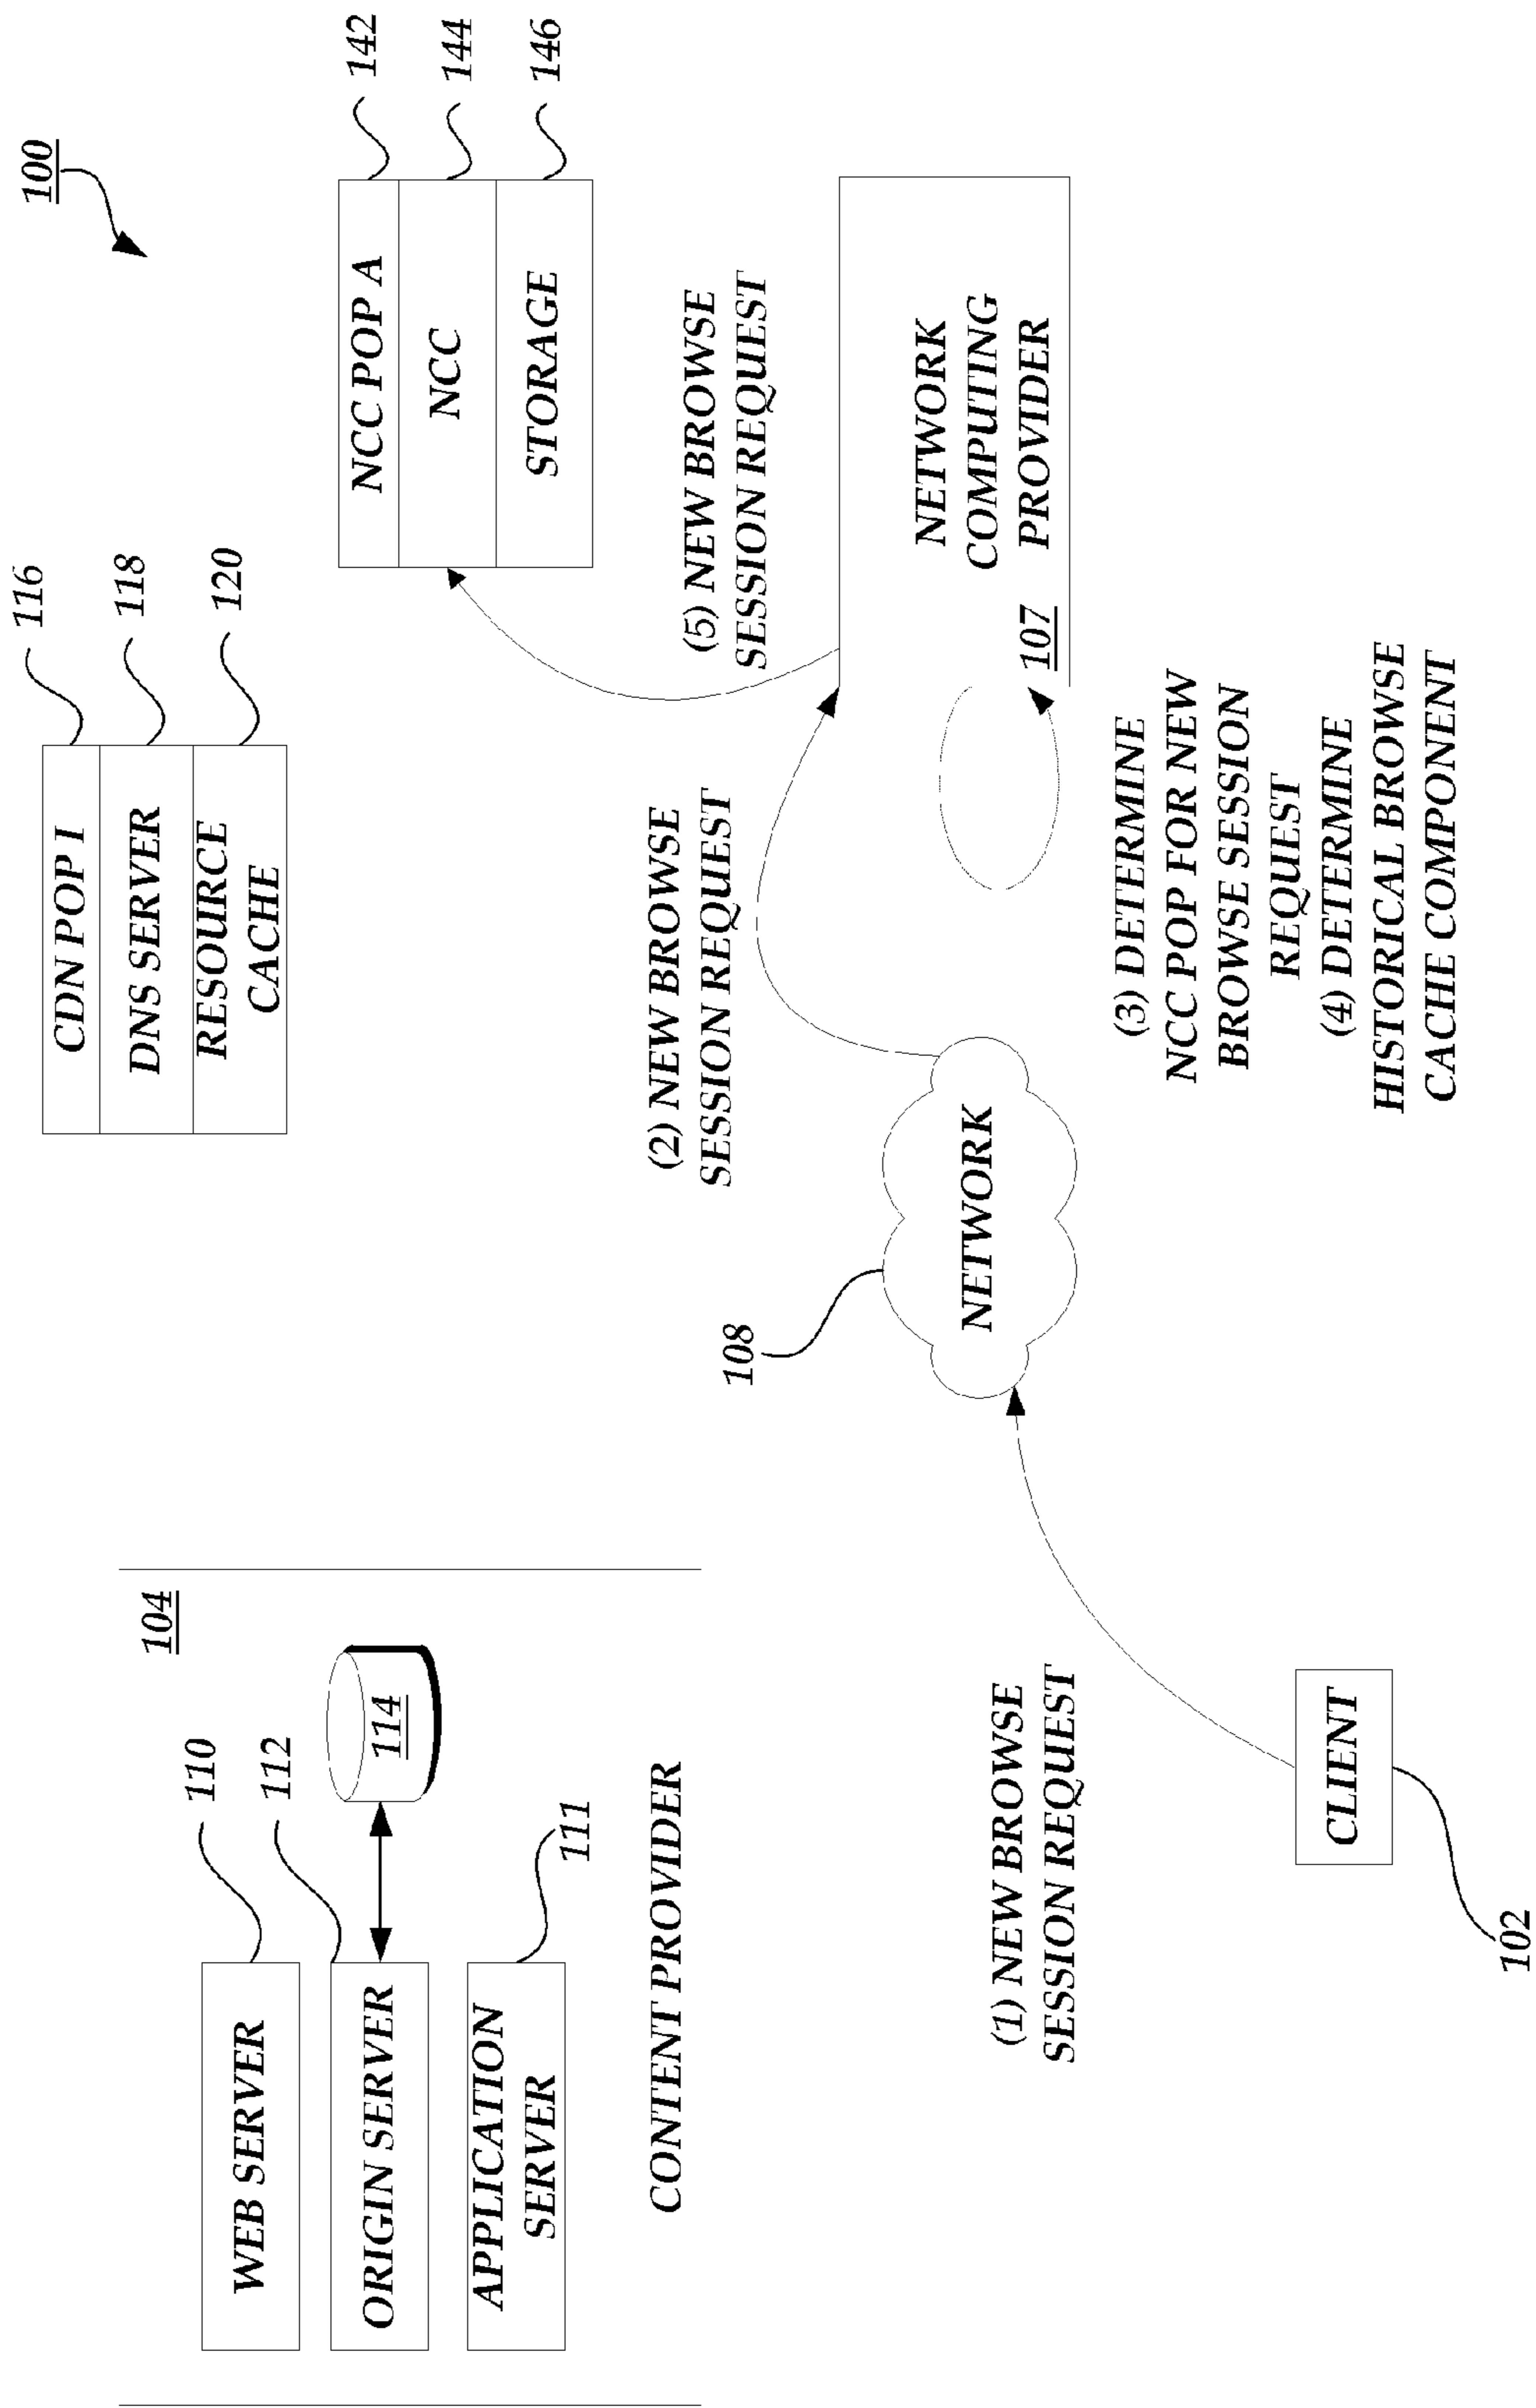 100
104
WEB SERVER
110
ORIGIN SERVER
112
114
APPLICATION
SERVER
111
CONTENT PROVIDER
CDN POP I
DNS SERVER
RESOURCE
CACHE
116
118
120
NCC POP A
NCC
STORAGE
142
144
146
(1) NEW BROWSE
SESSION REQUEST
CLIENT
102
NETWORK
108
(2) NEW BROWSE
SESSION REQUEST
NETWORK
COMPUTING
PROVIDER
107
(3) DETERMINE
NCC POP FOR NEW
BROWSE SESSION
REQUEST
(4) DETERMINE
HISTORICAL BROWSE
CACHE COMPONENT
(5) NEW BROWSE
SESSION REQUEST